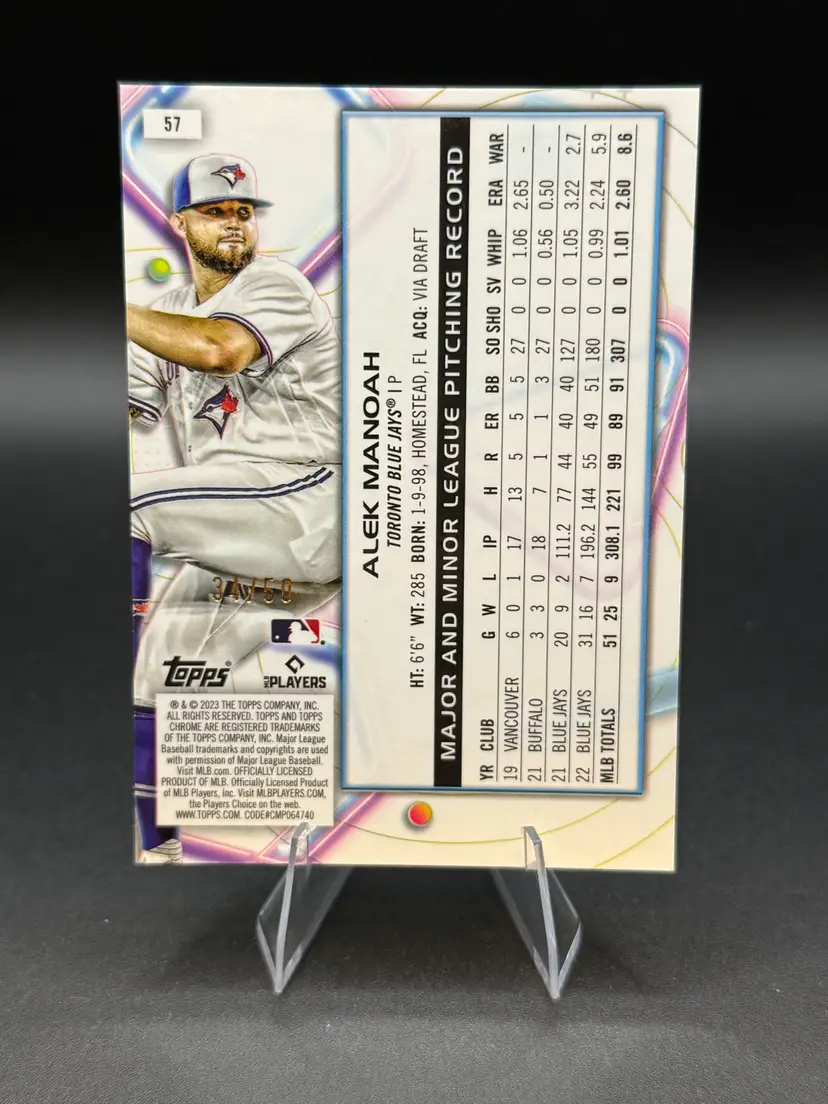 57
34/50
MLB PLAYERS
TOPPS®
® & © 2023 THE TOPPS COMPANY, INC.
ALL RIGHTS RESERVED. TOPPS AND TOPPS
CHROME ARE REGISTERED TRADEMARKS
OF THE TOPPS COMPANY, INC. Major League
Baseball trademarks and copyrights are used
with permission of Major League Baseball.
Visit MLB.com. OFFICIALLY LICENSED
PRODUCT OF MLB. Officially Licensed Product
of MLB Players, Inc. Visit MLBPLAYERS.COM,
the Players Choice on the web.
WWW.TOPPS.COM. CODE#CMP064740
ALEK MANOAH
TORONTO BLUE JAYS® | P
HT: 6'6" WT: 285 BORN: 1-9-98, HOMESTEAD, FL ACQ: VIA DRAFT
MAJOR AND MINOR LEAGUE PITCHING RECORD
YR CLUB G W L IP H R ER BB SO SHO SV WHIP ERA WAR
19 VANCOUVER 6 0 1 17 13 5 5 5 27 0 0 1.06 2.65 -
21 BUFFALO 3 3 0 18 7 1 1 3 27 0 0 0.56 0.50 -
21 BLUE JAYS 20 9 2 111.2 77 44 40 40 127 0 0 1.05 3.22 2.7
22 BLUE JAYS 31 16 7 196.2 144 55 49 51 180 0 0 0.99 2.24 5.9
MLB TOTALS 51 25 9 308.1 221 99 89 91 307 0 0 1.01 2.60 8.6